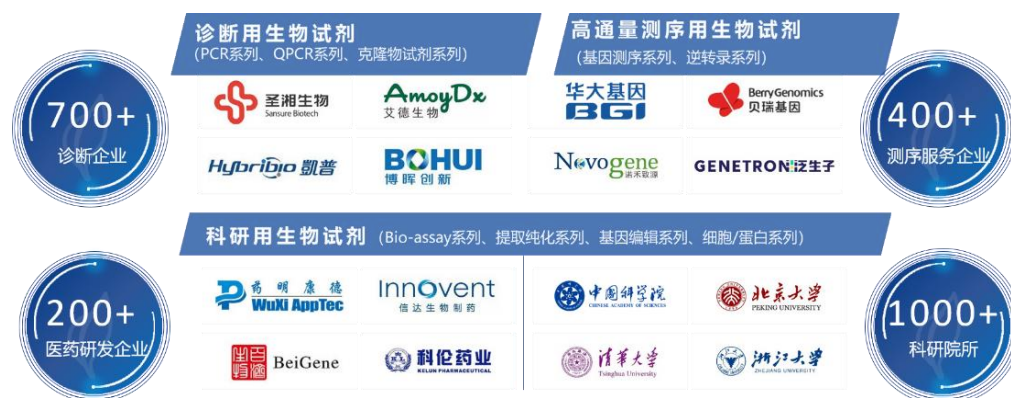 诊断用生物试剂
(PCR系列、QPCR系列、克隆物试剂系列)
高通量测序用生物试剂
(基因测序系列、逆转录系列)
700+
诊断企业
圣湘生物
Sansure Biotech
AmoyDx
艾德生物
华大基因
BGI
BerryGenomics
贝瑞基因
400+
测序服务企业
Hybribio 凯普
BOHUI
博晖创新
Novogene
诺禾致源
GENETRON泛生子
科研用生物试剂 (Bio-assay系列、提取纯化系列、基因编辑系列、细胞/蛋白系列)
200+
医药研发企业
药明康德
WuXi AppTec
Innovent
信达生物制药
中国科学院
CHINESE ACADEMY OF SCIENCES
北京大学
PEKING UNIVERSITY
1000+
科研院所
百济神州
BeiGene
科伦药业
KELUN PHARMACEUTICAL
清华大学
Tsinghua University
浙江大学
ZHEJIANG UNIVERSITY